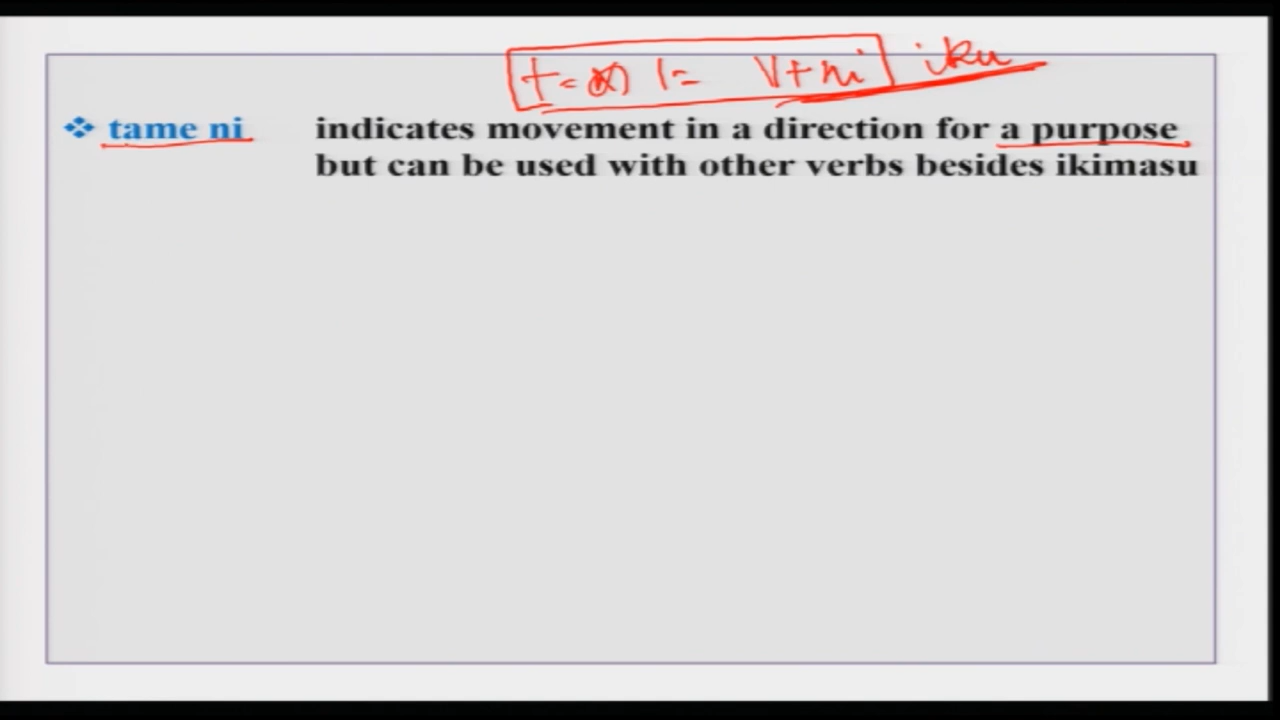 ために V+ni iku
❖ tame ni indicates movement in a direction for a purpose
but can be used with other verbs besides ikimasu